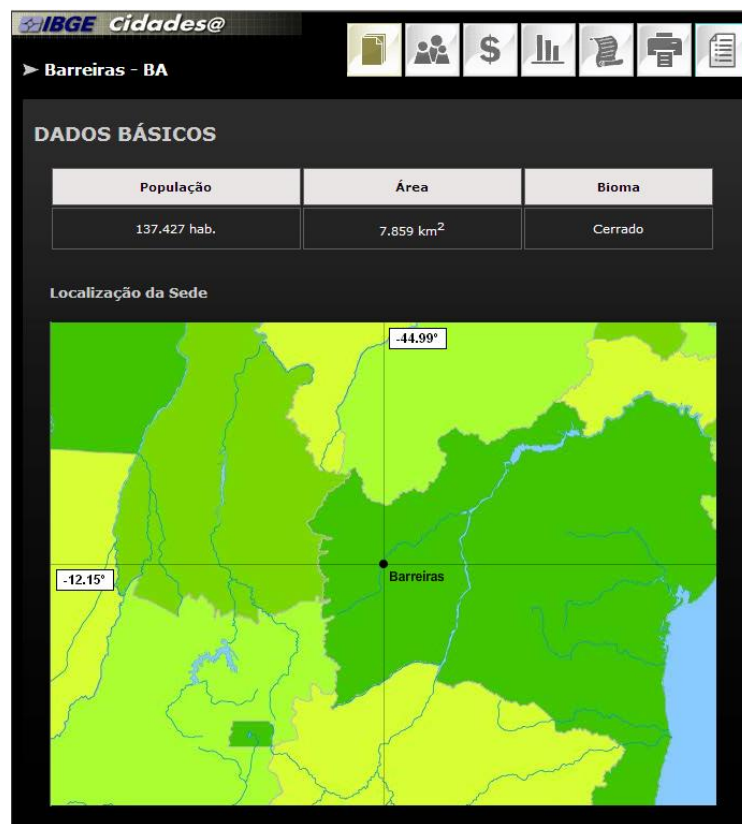 IBGE Cidades@
Barreiras - BA
$
DADOS BÁSICOS
População Área Bioma
137.427 hab. 7.859 km² Cerrado
Localização da Sede
-44.99°
-12.15°
Barreiras